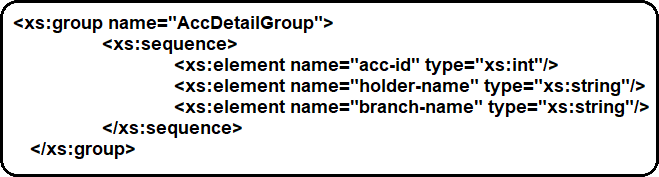 <xs:group name="AccDetailGroup">
<xs:sequence>
<xs:element name="acc-id" type="xs:int"/>
<xs:element name="holder-name" type="xs:string"/>
<xs:element name="branch-name" type="xs:string"/>
</xs:sequence>
</xs:group>